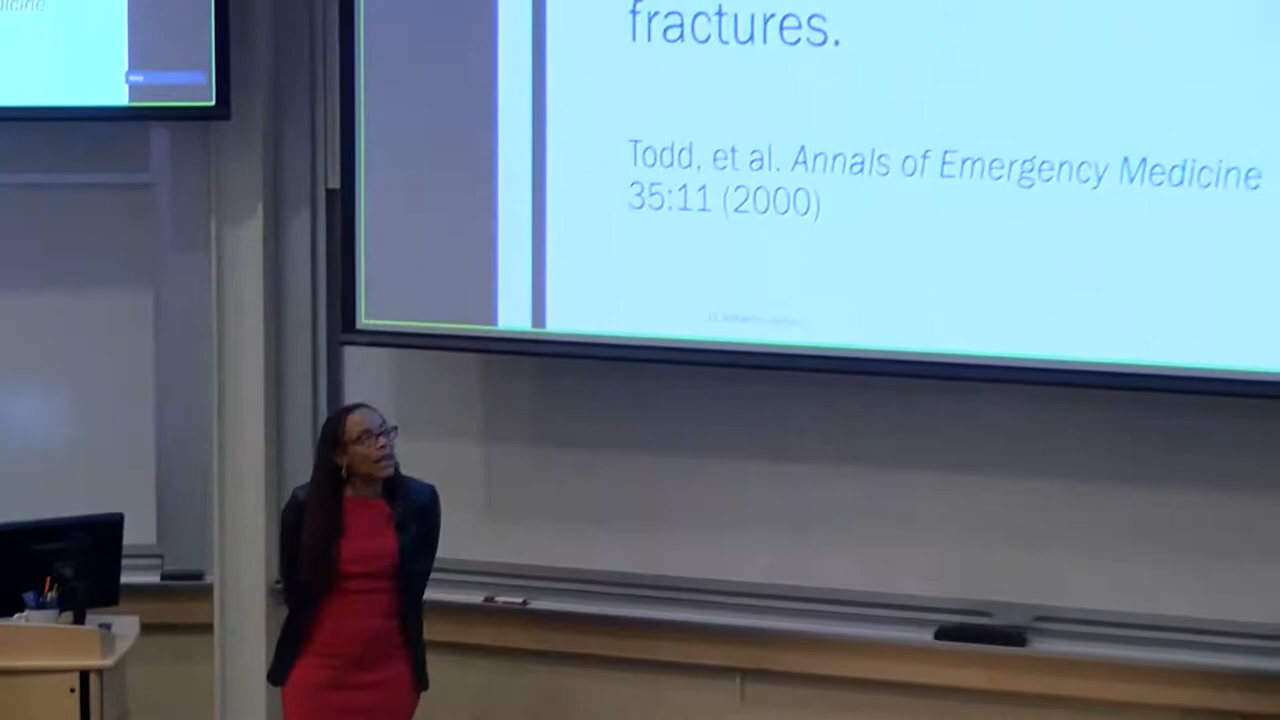 fractures.
Todd, et al. Annals of Emergency Medicine
35:11 (2000)